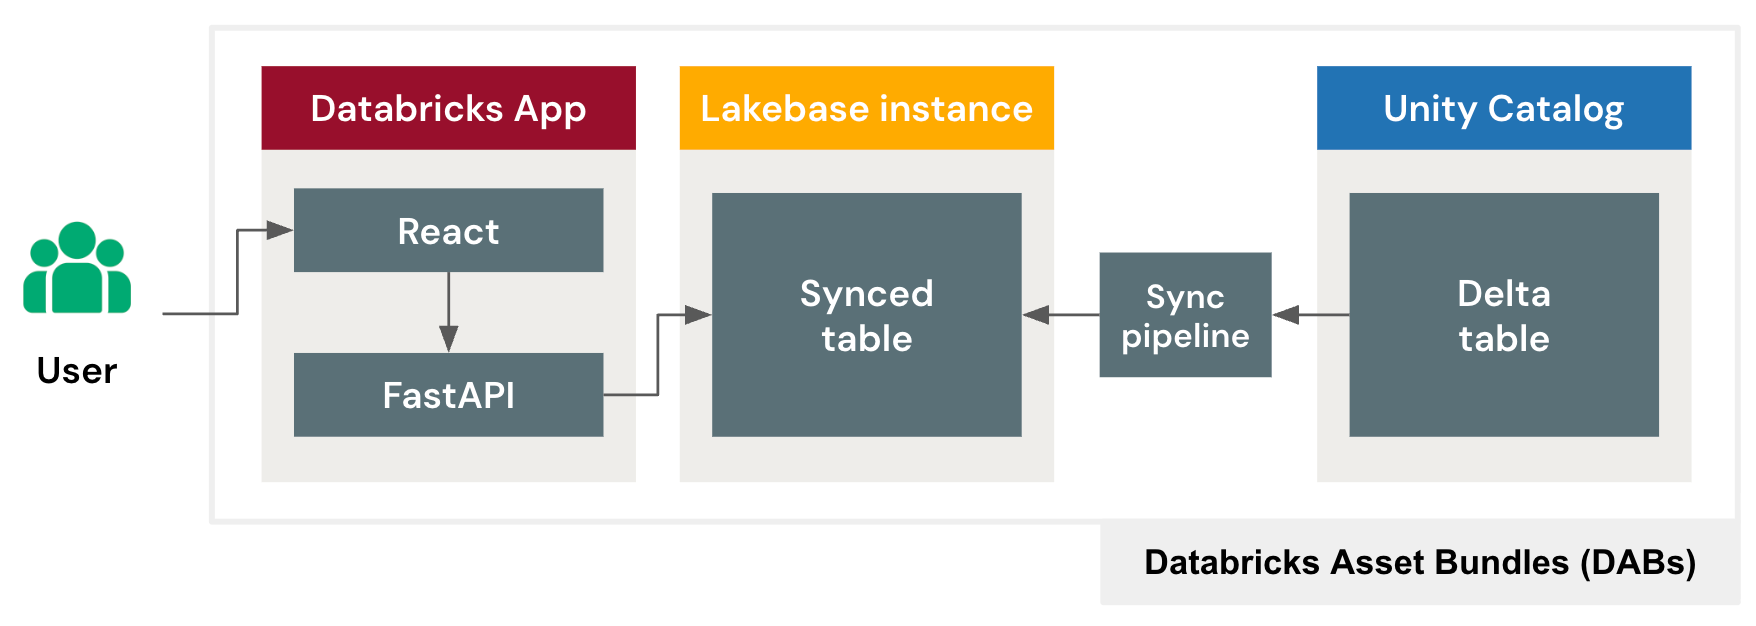 Databricks App
Lakebase instance
Unity Catalog
User
React
FastAPI
Synced
table
Sync
pipeline
Delta
table
Databricks Asset Bundles (DABs)